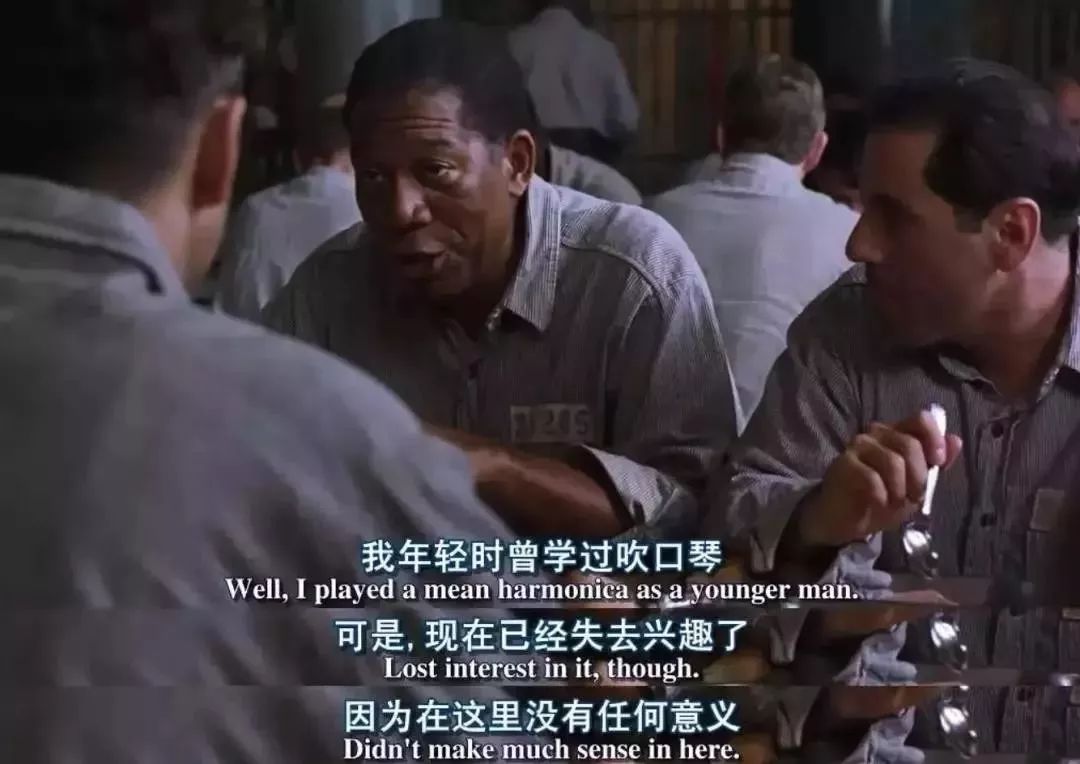 我年轻时曾学过吹口琴
Well, I played a mean harmonica as a younger man.
可是,现在已经失去兴趣了
Lost interest in it, though.
因为在这里没有任何意义
Didn't make much sense in here.